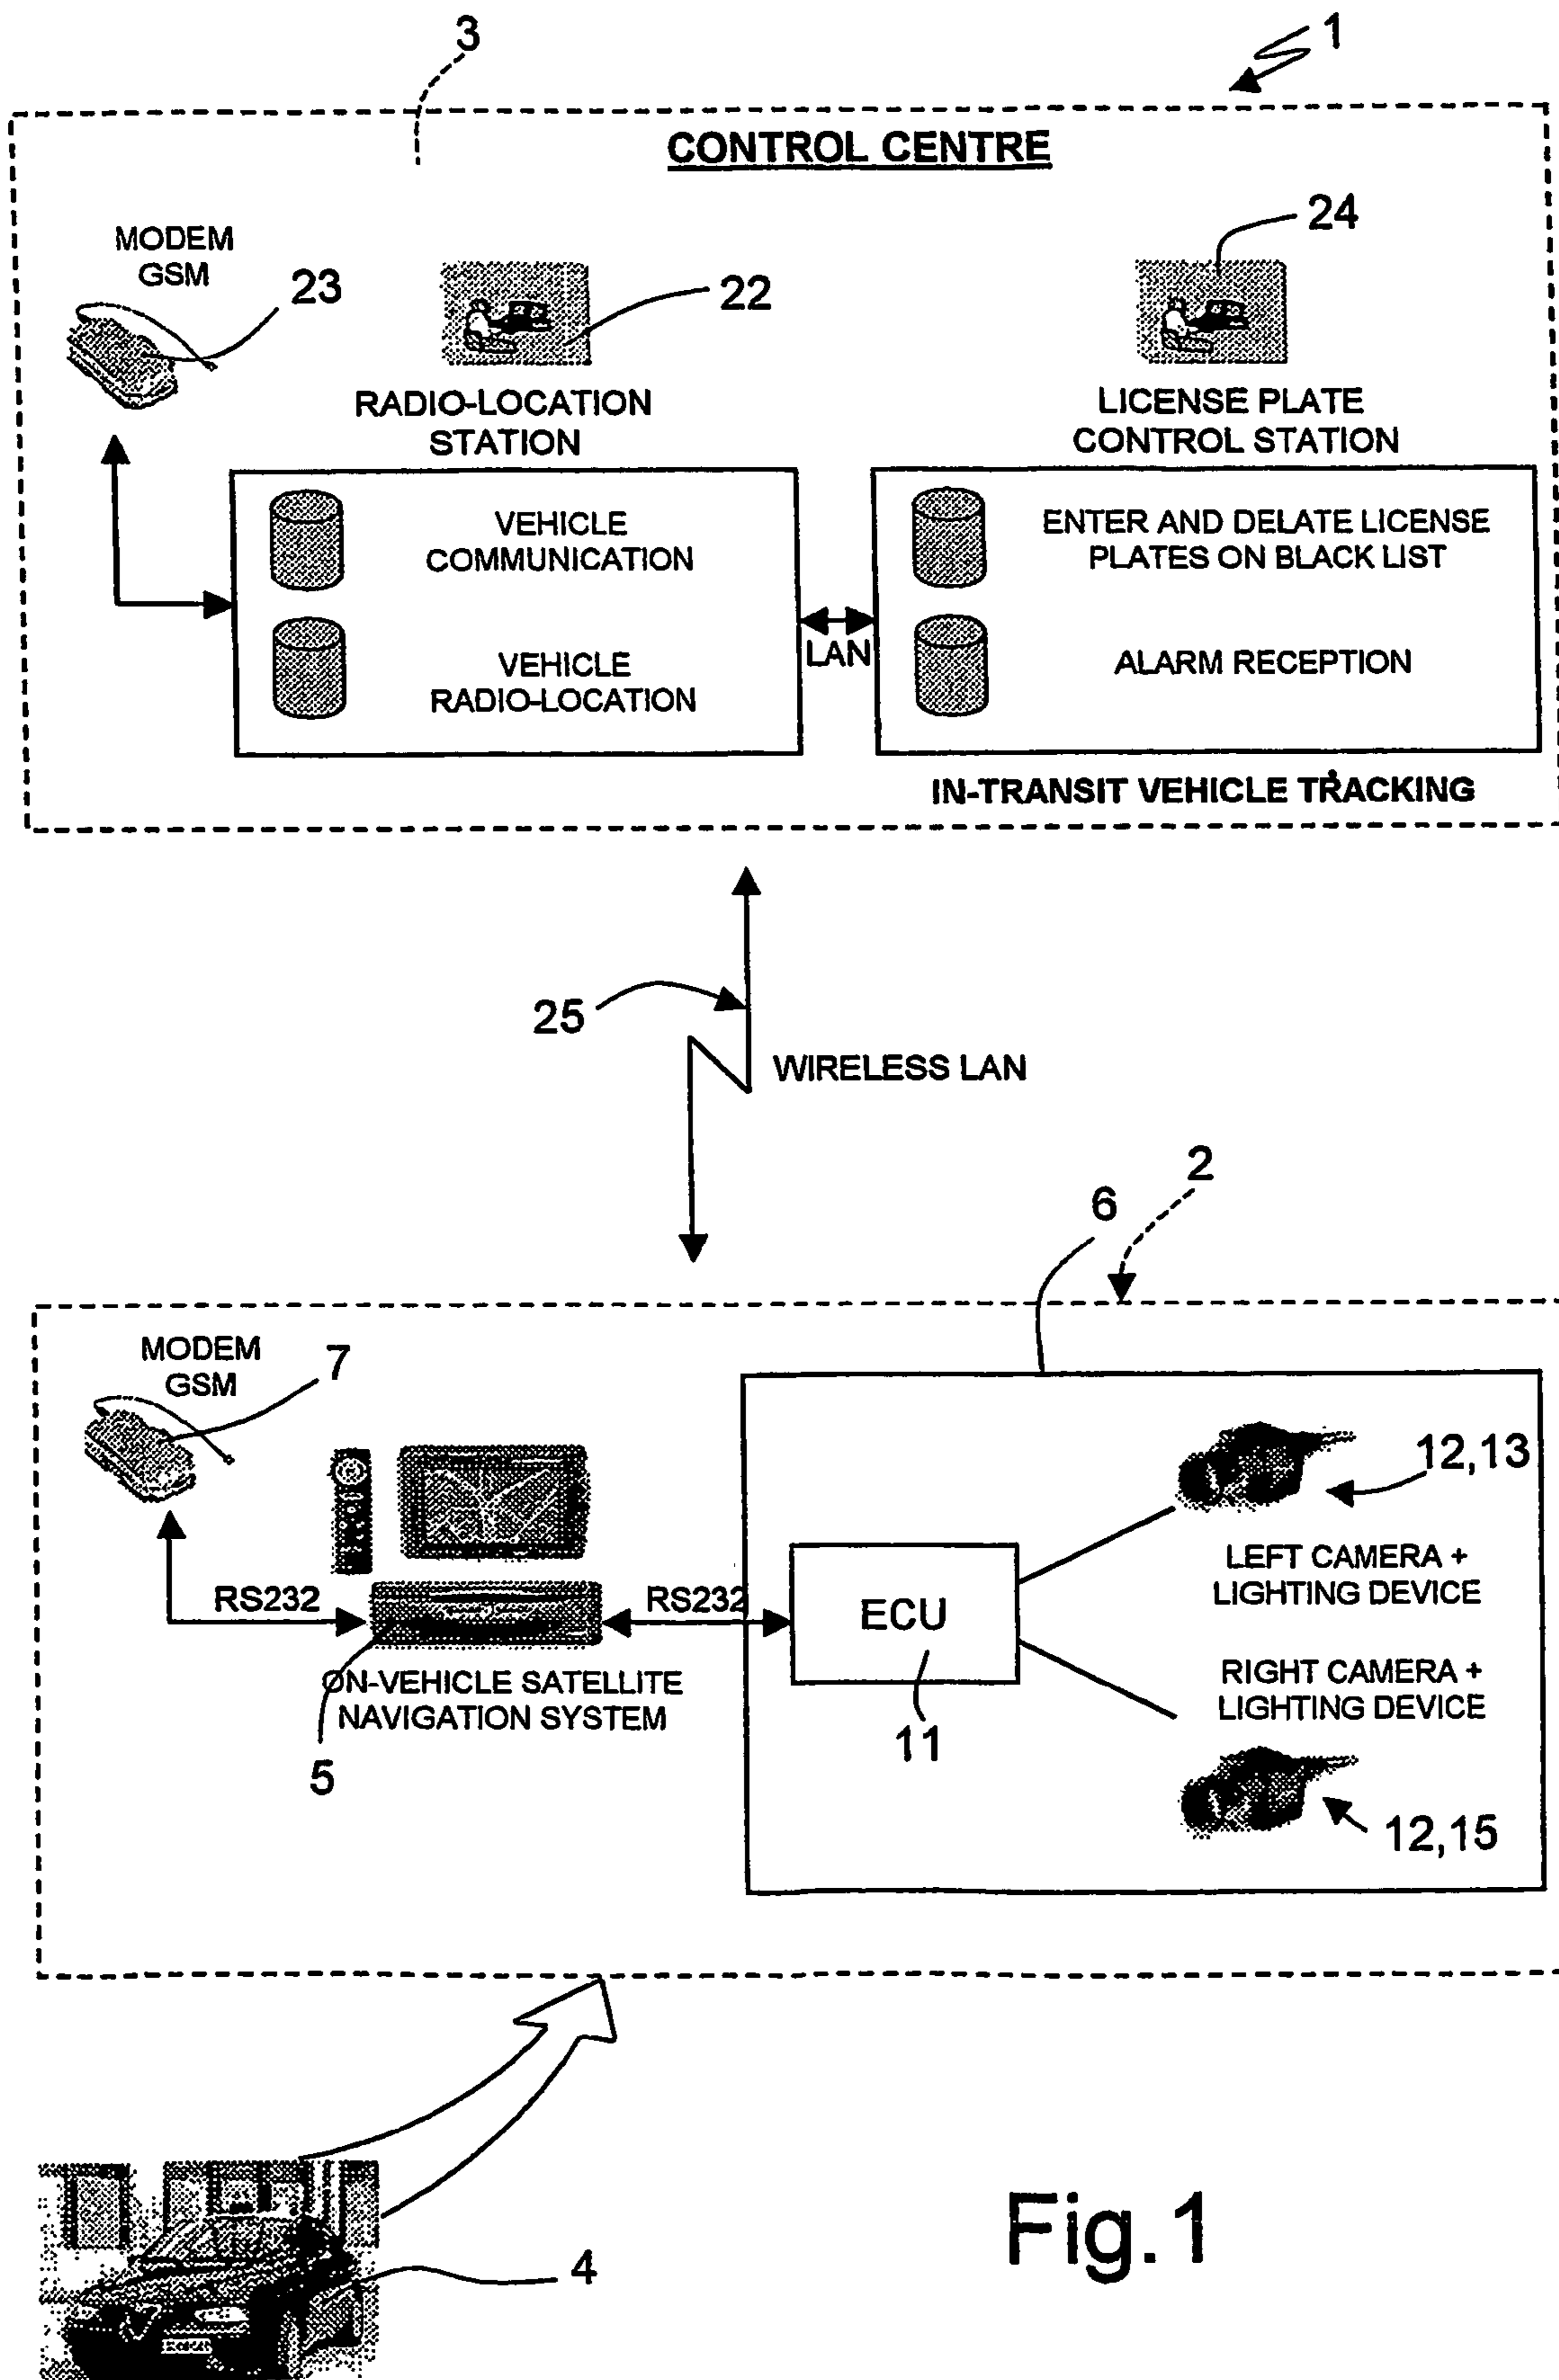 3
1
CONTROL CENTRE
24
MODEM
GSM
23
22
RADIO-LOCATION
STATION
LICENSE PLATE
CONTROL STATION
VEHICLE
COMMUNICATION
ENTER AND DELATE LICENSE
PLATES ON BLACK LIST
LAN
VEHICLE
RADIO-LOCATION
ALARM RECEPTION
IN-TRANSIT VEHICLE TRACKING
25
WIRELESS LAN
2
6
MODEM
GSM
7
12,13
LEFT CAMERA +
LIGHTING DEVICE
RS232
RS232
ECU
ON-VEHICLE SATELLITE
NAVIGATION SYSTEM
RIGHT CAMERA +
LIGHTING DEVICE
11
5
12,15
4
Fig.1